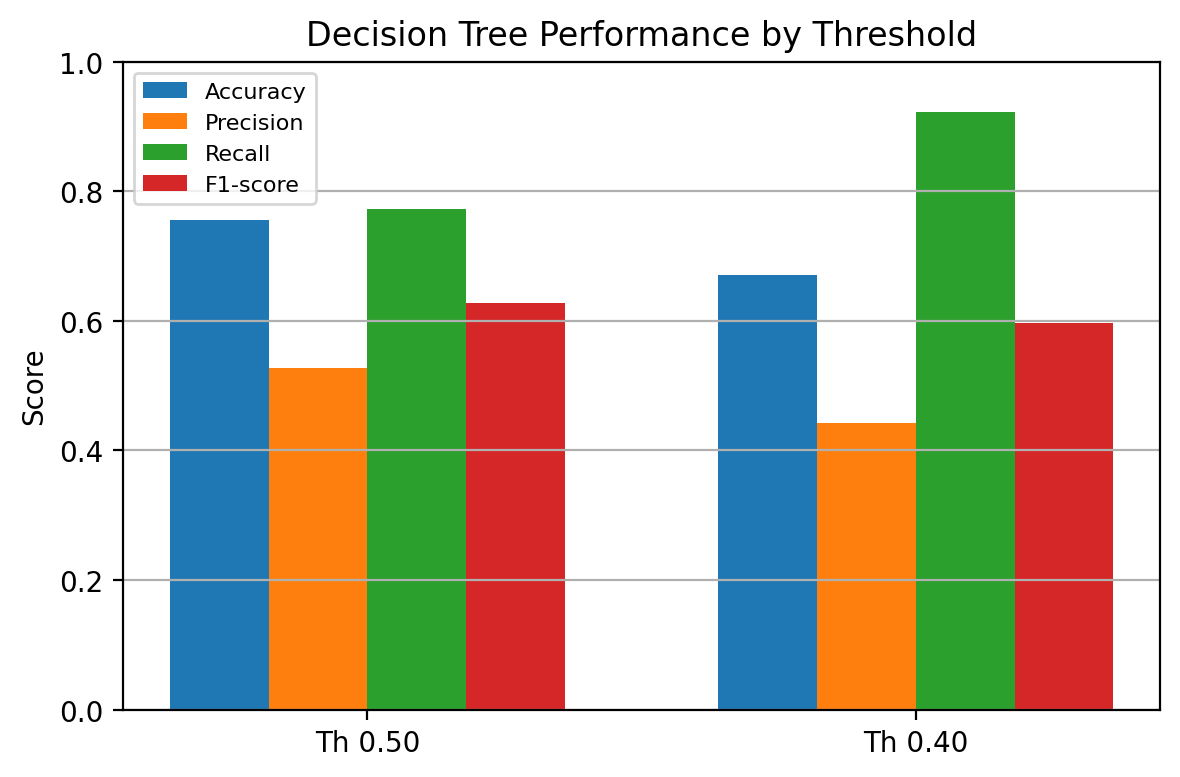 Decision Tree Performance by Threshold
1.0
Accuracy
Precision
Recall
F1-score
0.8
0.6
Score
0.4
0.2
0.0
Th 0.50 Th 0.40